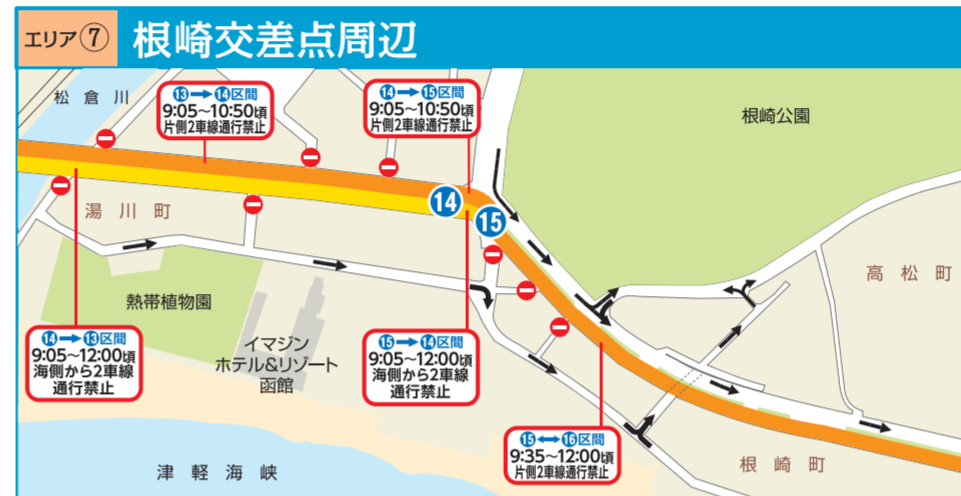 エリア⑦ 根崎交差点周辺
松倉川
⑬→⑭区間
9:05~10:50頃
片側2車線通行禁止
⑭→⑮区間
9:05~10:50頃
片側2車線通行禁止
根崎公園
湯川町
⑭
⑮
高松町
熱帯植物園
イマジン
ホテル&リゾート
函館
⑭→⑬区間
9:05~12:00頃
海側から2車線
通行禁止
⑮→⑭区間
9:05~12:00頃
海側から2車線
通行禁止
⑮↔⑯区間
9:35~12:00頃
片側2車線通行禁止
根崎町
津軽海峡